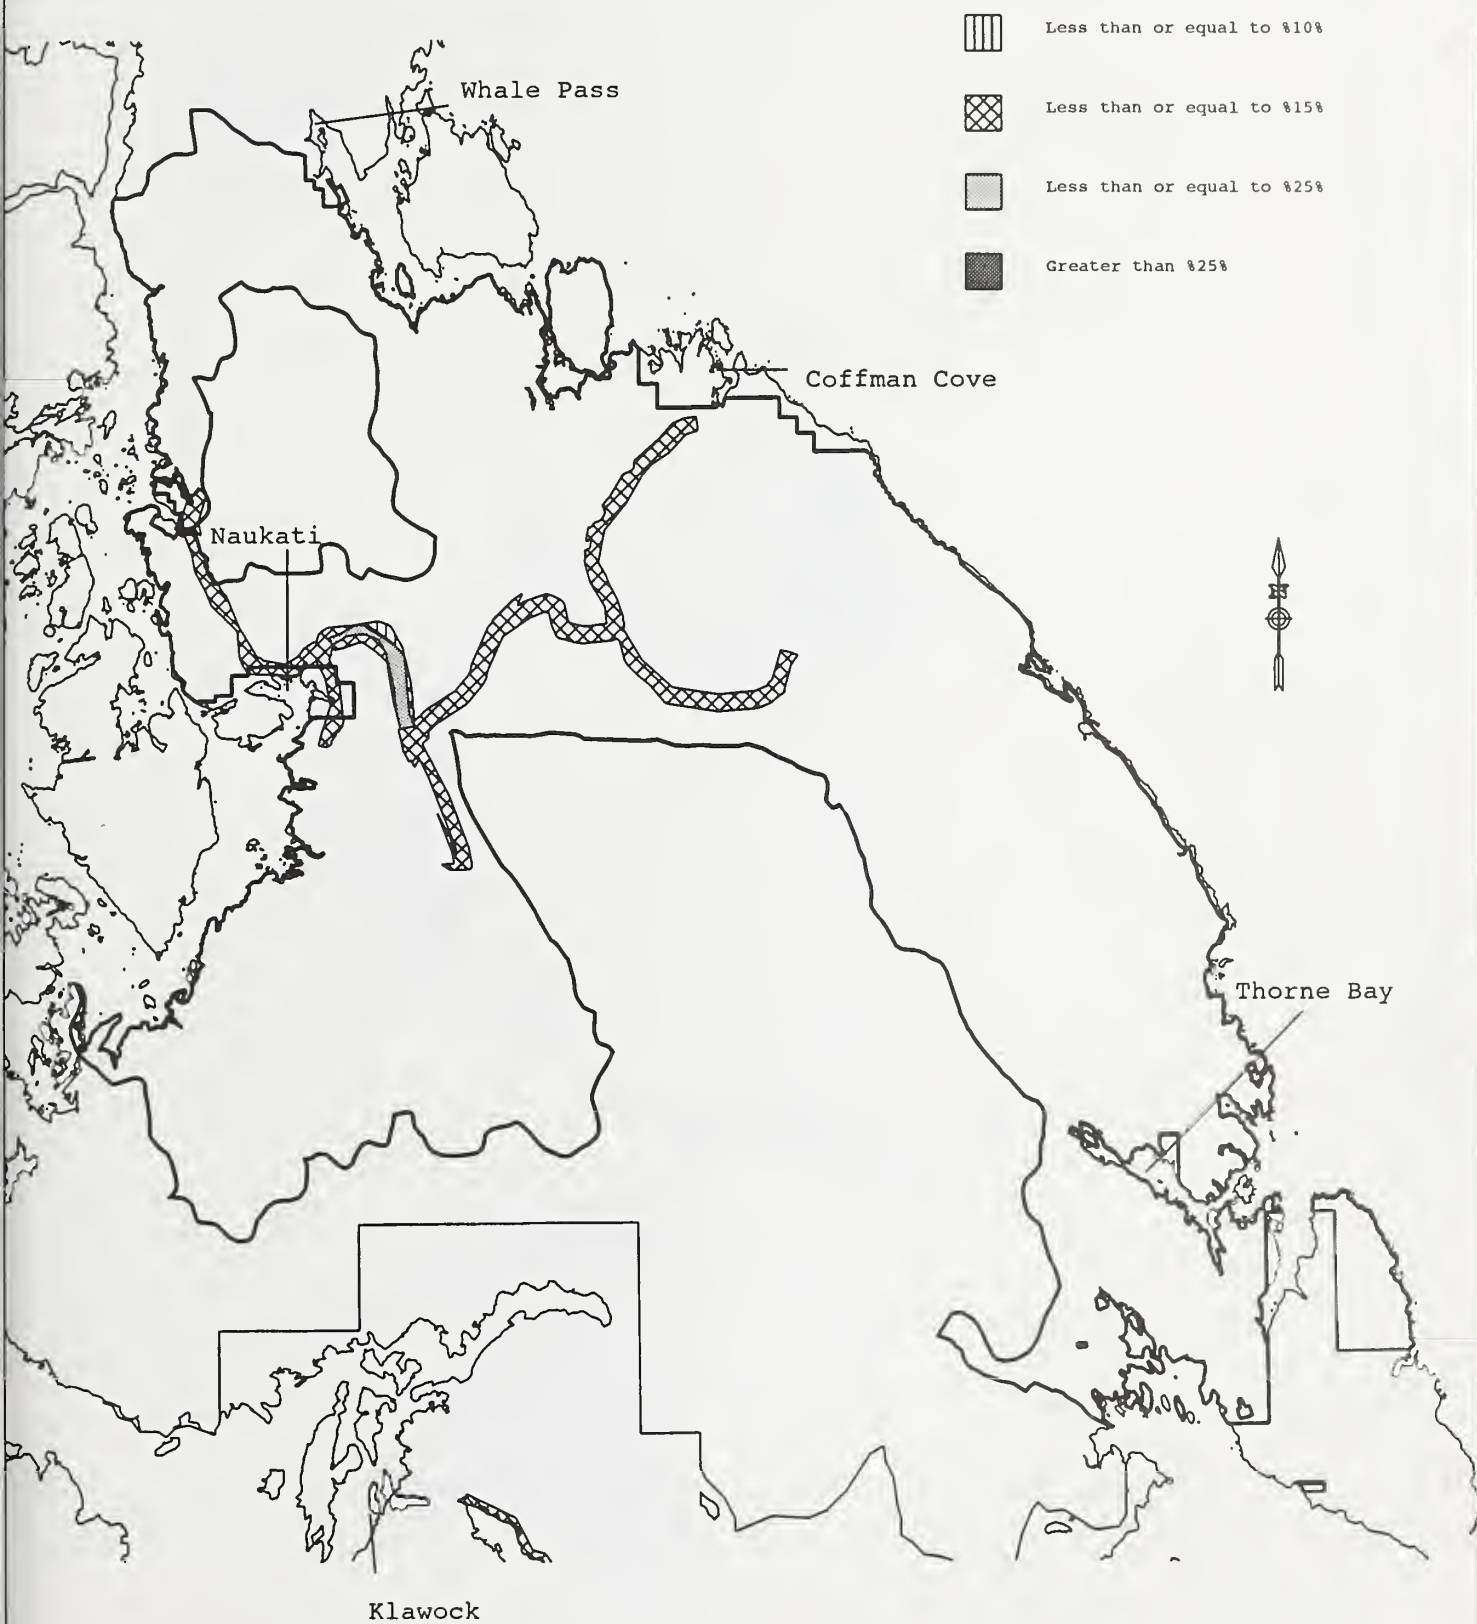 Less than or equal to %10%
Whale Pass
Less than or equal to %15%
Less than or equal to %25%
Greater than %25%
Coffman Cove
Naukati
Thorne Bay
Klawock